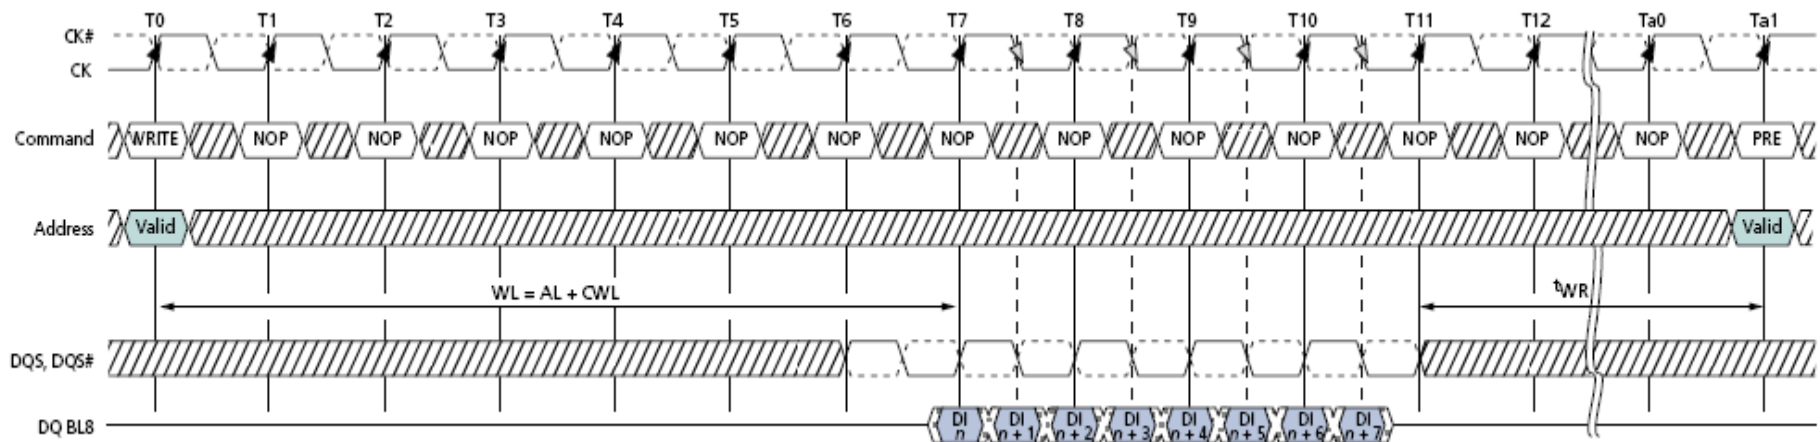 T0 T1 T2 T3 T4 T5 T6 T7 T8 T9 T10 T11 T12 Ta0 Ta1
CK#
CK
Command WRITE NOP NOP NOP NOP NOP NOP NOP NOP NOP NOP NOP NOP NOP PRE
Address Valid Valid
WL = AL + CWL tWR
DQS, DQS#
DQ BL8 DI n DI n + 1 DI n + 2 DI n + 3 DI n + 4 DI n + 5 DI n + 6 DI n + 7